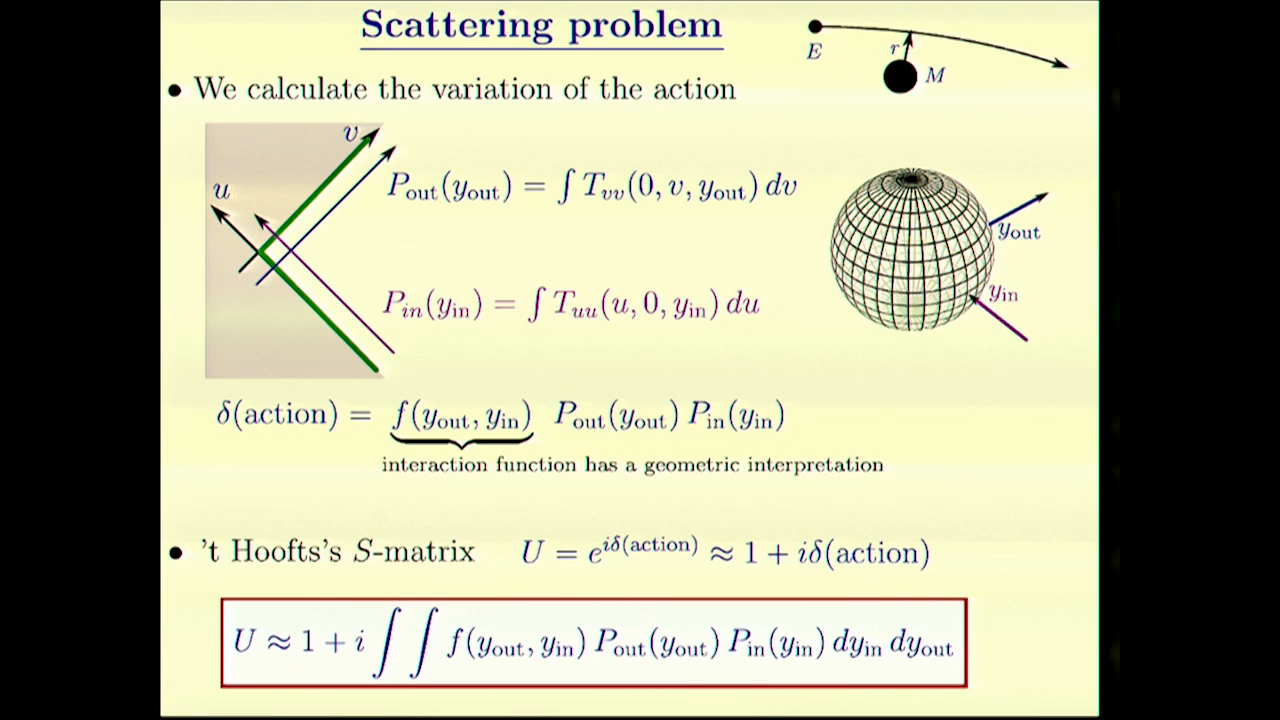 Scattering problem
E
r
M
• We calculate the variation of the action
v
u
P_out(y_out) = ∫ T_vv(0, v, y_out) dv
y_out
y_in
P_in(y_in) = ∫ T_uu(u, 0, y_in) du
δ(action) = f(y_out, y_in) P_out(y_out) P_in(y_in)
interaction function has a geometric interpretation
• 't Hoofts's S-matrix U = e^{iδ(action)} ≈ 1 + iδ(action)
U ≈ 1 + i ∫ ∫ f(y_out, y_in) P_out(y_out) P_in(y_in) dy_in dy_out